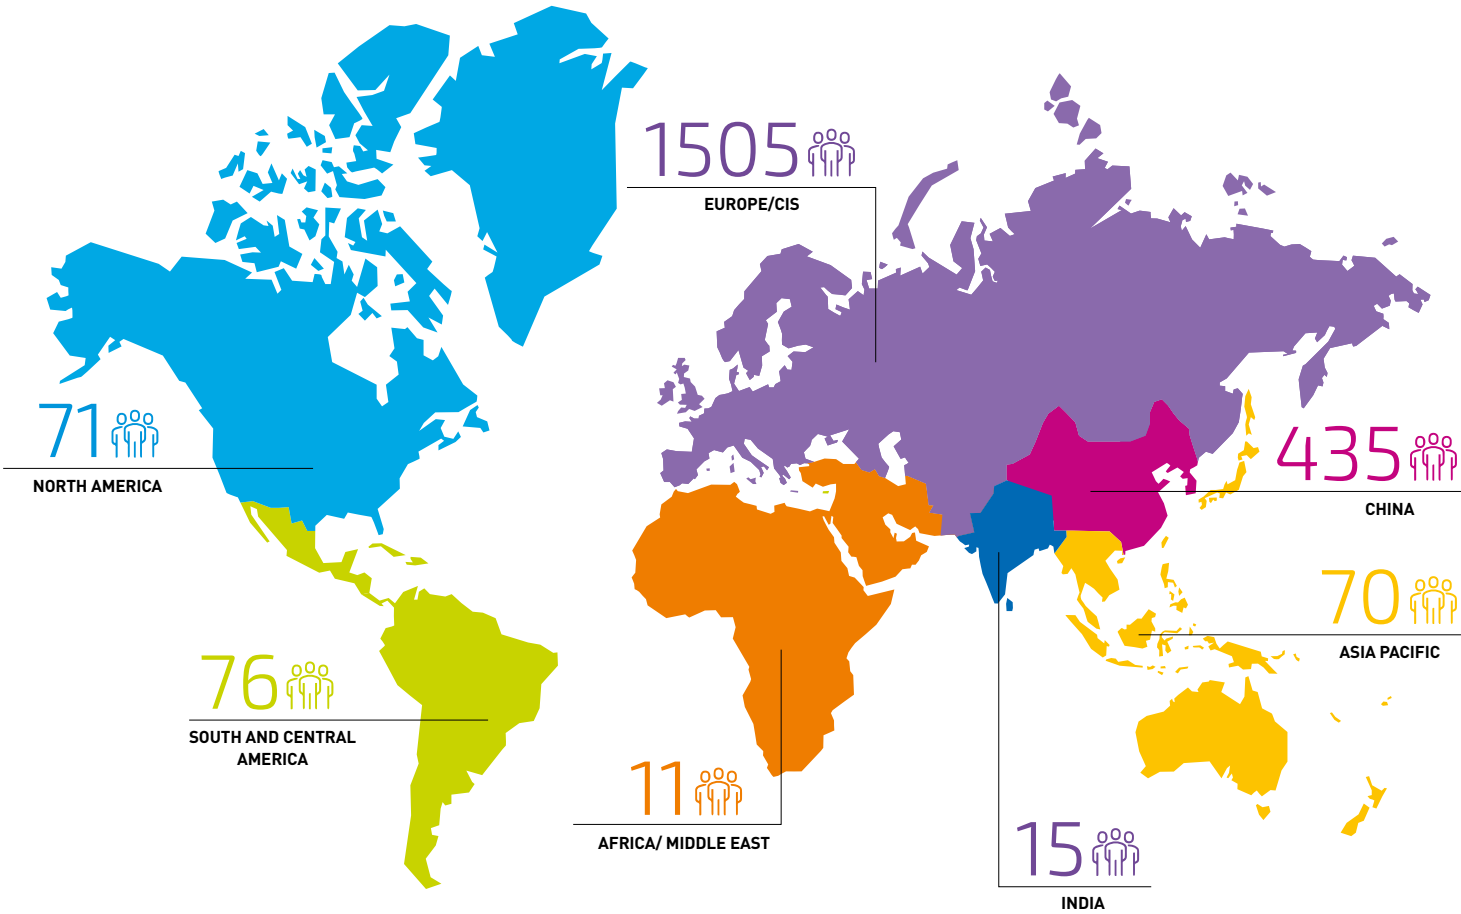 1505
EUROPE/CIS
71
NORTH AMERICA
435
CHINA
70
ASIA PACIFIC
76
SOUTH AND CENTRAL
AMERICA
11
AFRICA/ MIDDLE EAST
15
INDIA